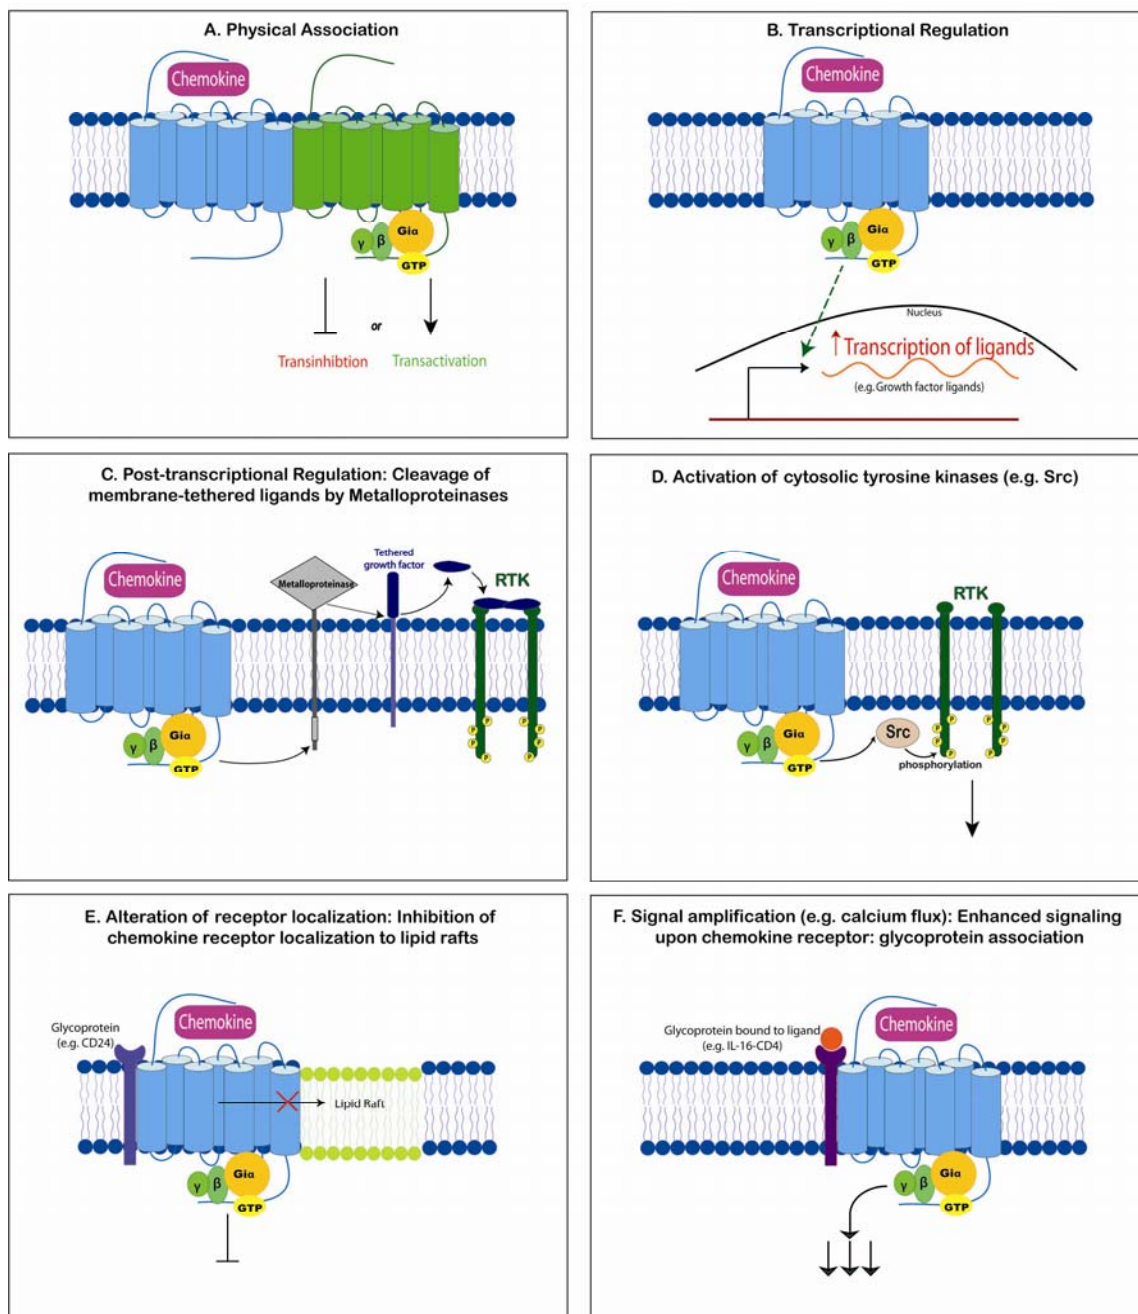 A. Physical Association
Chemokine
γ
β
Giα
GTP
or
Transinhibtion
Transactivation
B. Transcriptional Regulation
Chemokine
γ
β
Giα
GTP
Nucleus
↑ Transcription of ligands
(e.g. Growth factor ligands)
C. Post-transcriptional Regulation: Cleavage of
membrane-tethered ligands by Metalloproteinases
Chemokine
Metalloproteinase
Tethered
growth factor
RTK
γ
β
Giα
GTP
P
P
P
P
P
P
P
P
D. Activation of cytosolic tyrosine kinases (e.g. Src)
Chemokine
RTK
γ
β
Giα
GTP
Src
phosphorylation
P
P
P
P
P
P
P
P
E. Alteration of receptor localization: Inhibition of
chemokine receptor localization to lipid rafts
Glycoprotein
(e.g. CD24)
Chemokine
Lipid Raft
γ
β
Giα
GTP
F. Signal amplification (e.g. calcium flux): Enhanced signaling
upon chemokine receptor: glycoprotein association
Glycoprotein bound to ligand
(e.g. IL-16-CD4)
Chemokine
γ
β
Giα
GTP